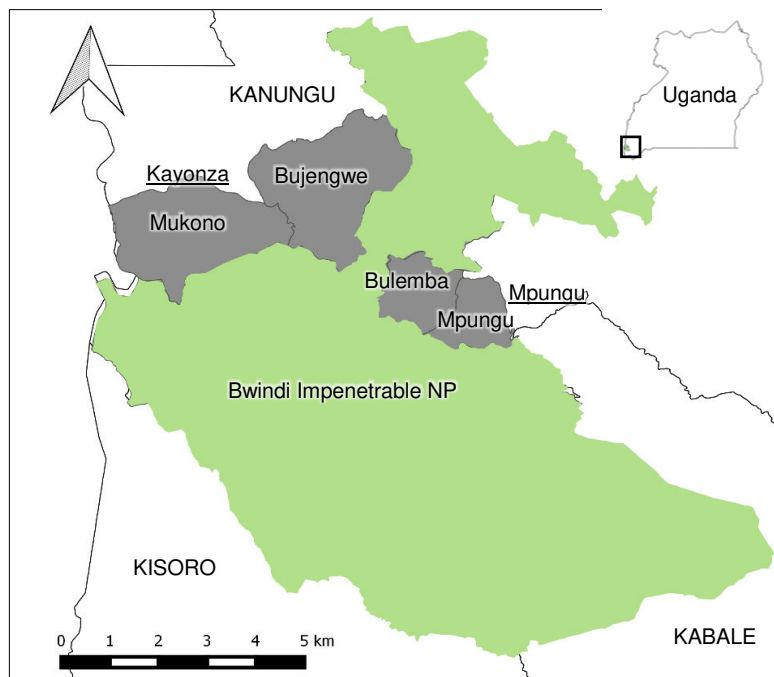 Uganda
KANUNGU
Kayonza
Bujengwe
Mukono
Bulemba
Mpungu
Mpungu
Bwindi Impenetrable NP
KISORO
KABALE
0 1 2 3 4 5 km